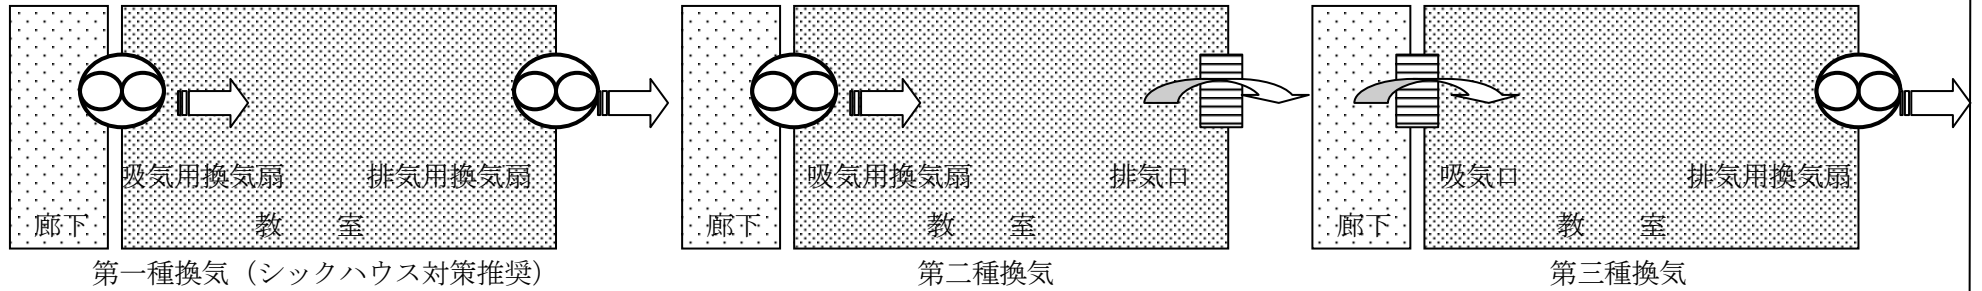 吸気用換気扇 排気用換気扇
廊下 教 室
第一種換気（シックハウス対策推奨）
吸気用換気扇 排気口
廊下 教 室
第二種換気
吸気口 排気用換気扇
廊下 教 室
第三種換気